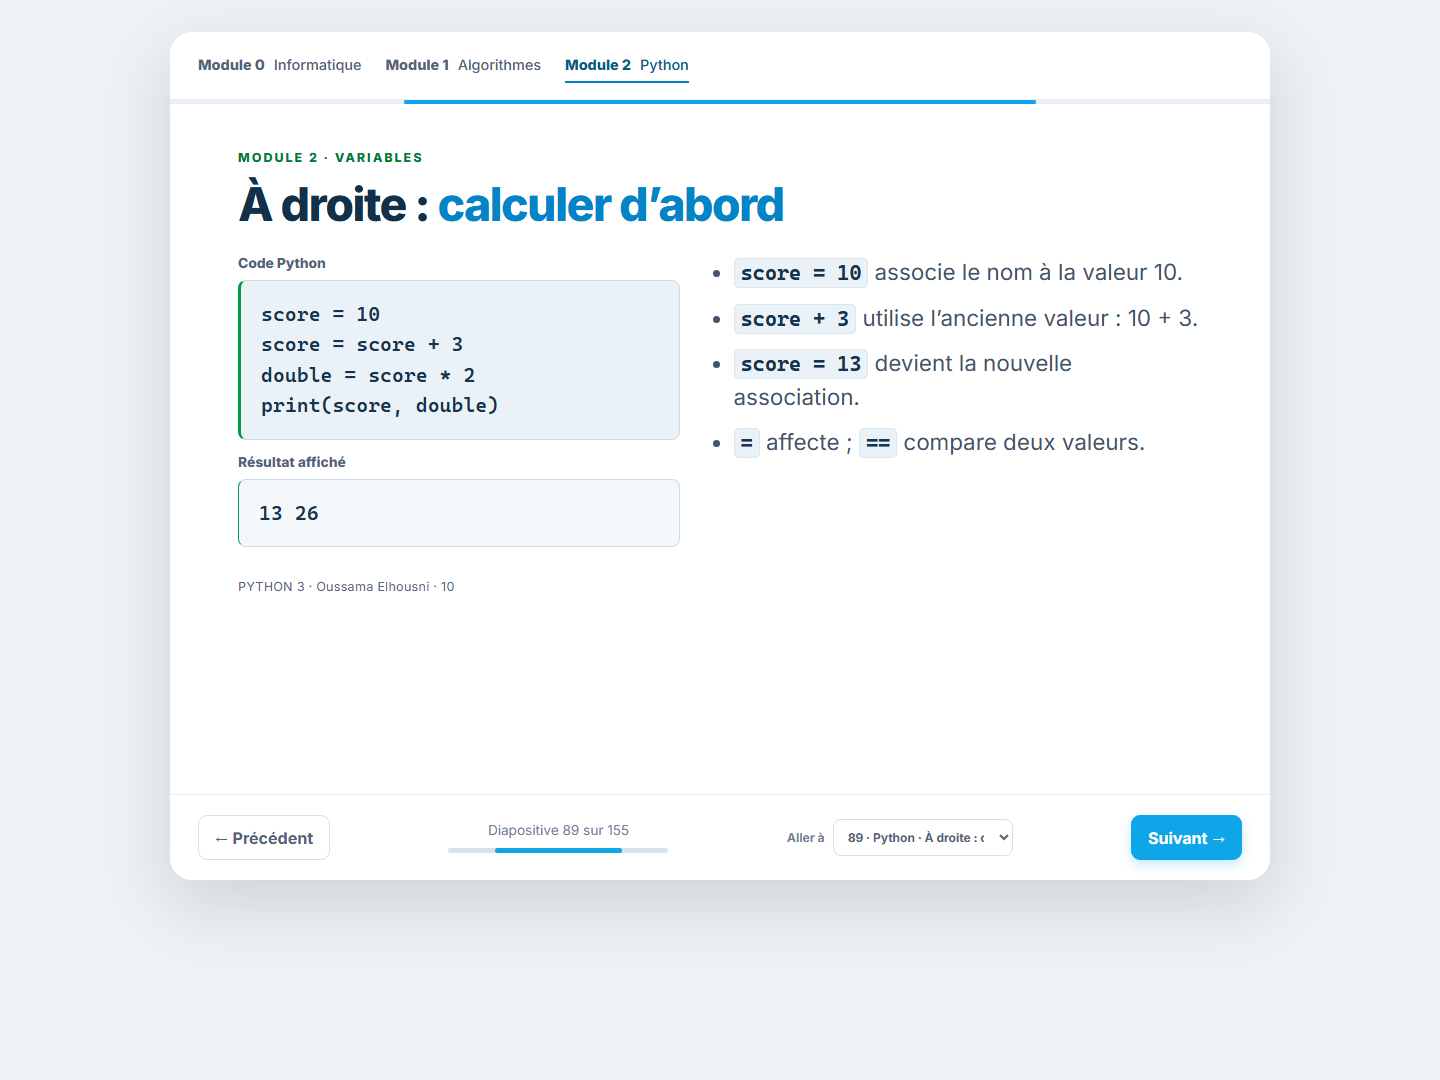 Module 0 Informatique Module 1 Algorithmes Module 2 Python
MODULE 2 · VARIABLES
À droite : calculer d’abord
Code Python
score = 10
score = score + 3
double = score * 2
print(score, double)
Résultat affiché
13 26
score = 10 associe le nom à la valeur 10.
score + 3 utilise l’ancienne valeur : 10 + 3.
score = 13 devient la nouvelle
association.
= affecte ; == compare deux valeurs.
PYTHON 3 · Oussama Elhousni · 10
← Précédent
Diapositive 89 sur 155
Aller à 89 · Python · À droite : c
Suivant →